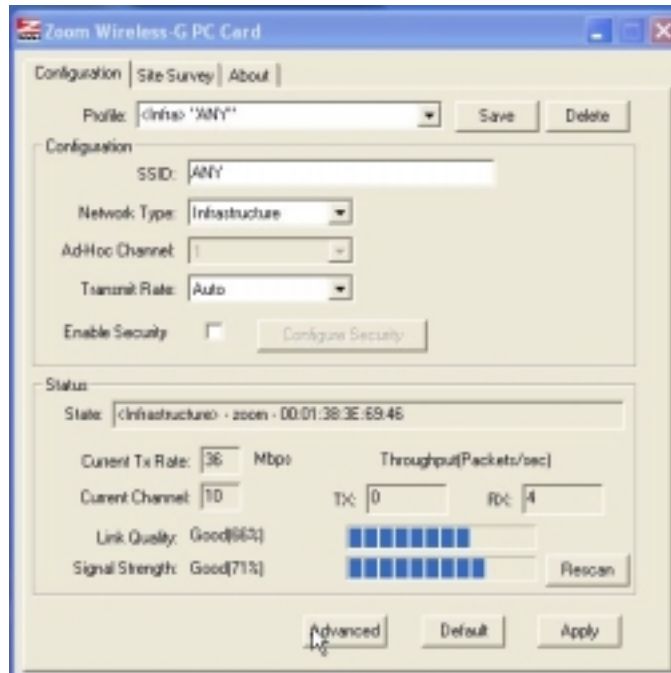 Zoom Wireless-G PC Card
Configuration Site Survey About
Profile: <Infra> "ANY" Save Delete
Configuration
SSID: ANY
Network Type: Infrastructure
Ad-Hoc Channel: 1
Transmit Rate: Auto
Enable Security Configure Security
Status
State: <Infrastructure> - zoom - 00:01:38:3E:69:46
Current Tx Rate: 36 Mbps Throughput(Packets/sec)
Current Channel: 10 TX: 0 RX: 4
Link Quality: Good(66%)
Signal Strength: Good(71%) Rescan
Advanced Default Apply